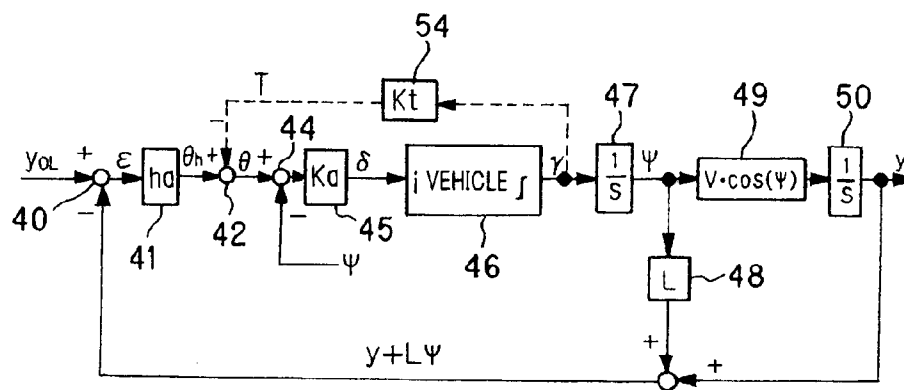 54
T
Kt
47
49
50
44
yOL
+
ε
ha
θh
+
−
θ
+
Ka
δ
¡ VEHICLE ∫
γ
1/S
Ψ
V·cos(Ψ)
1/S
y
40
−
41
42
−
Ψ
45
46
L
48
y+LΨ
+
+